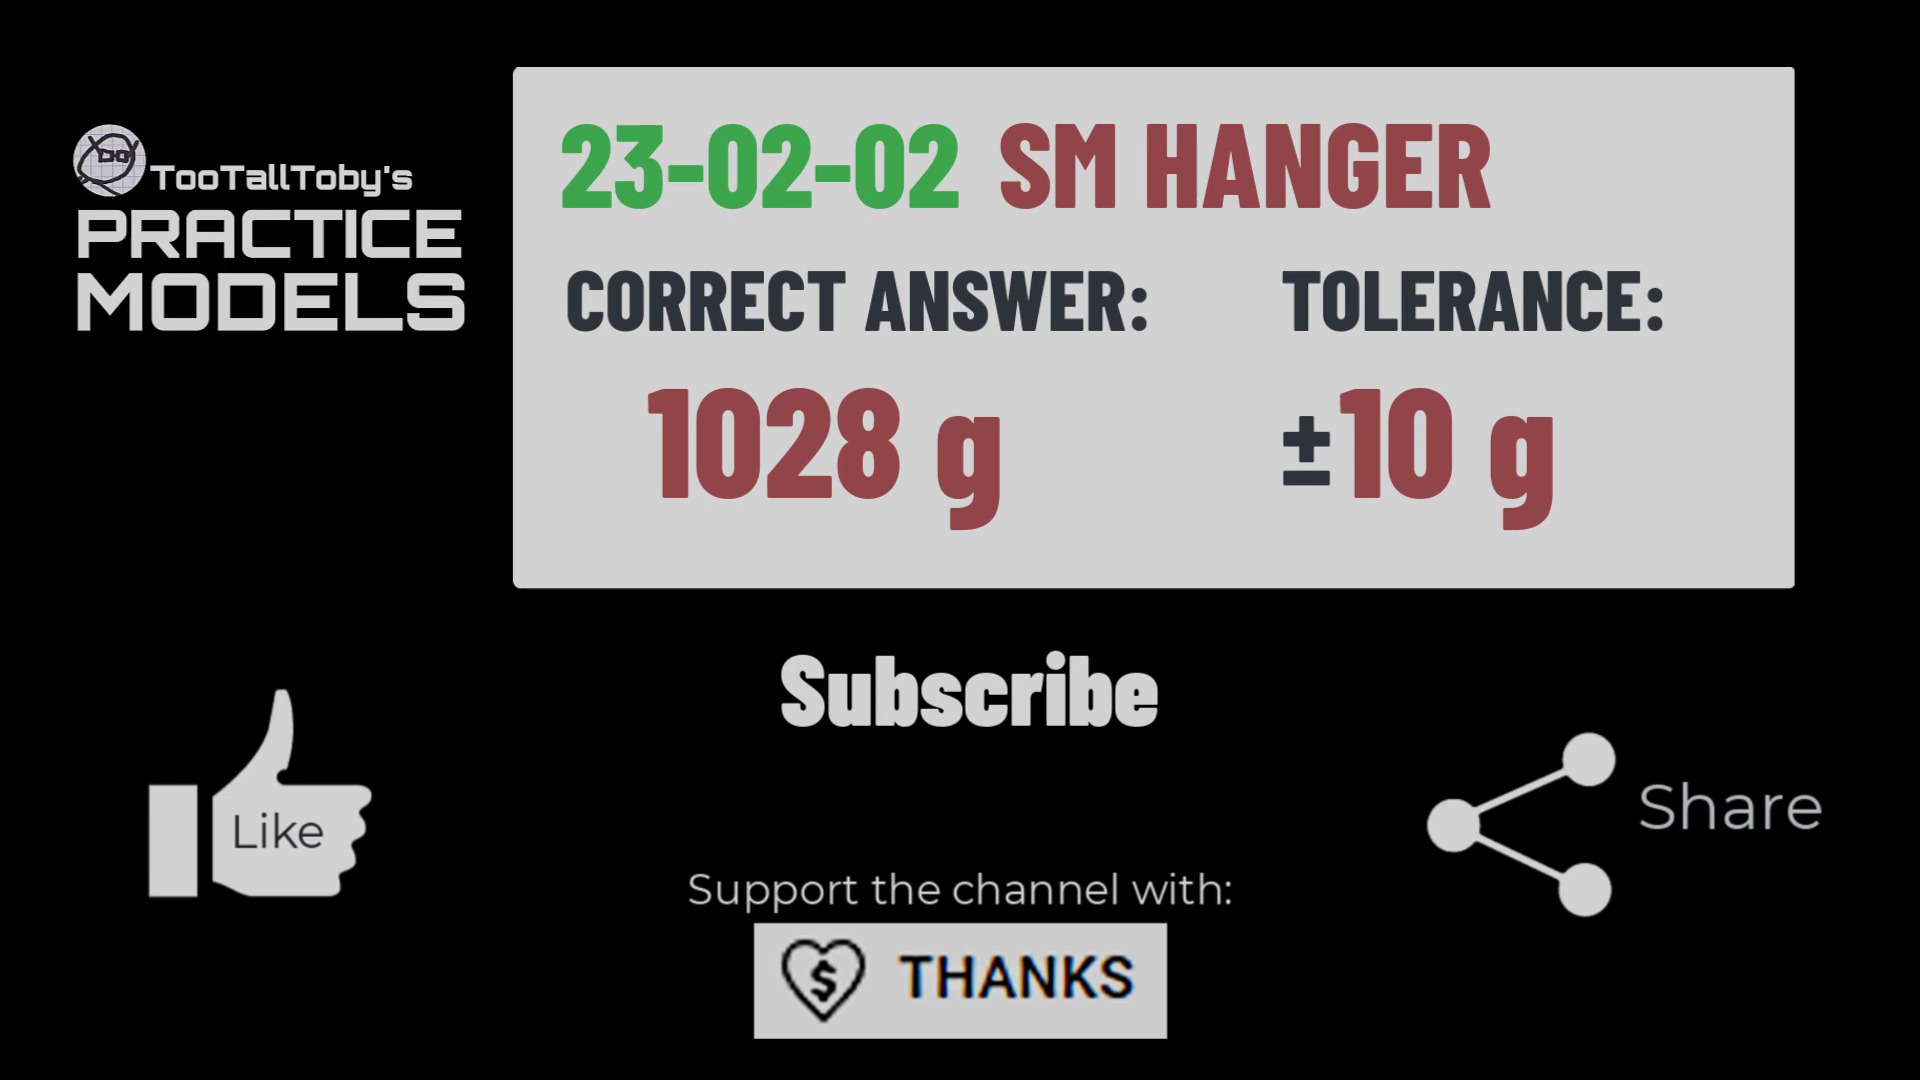 TooTallToby's
PRACTICE
MODELS
23-02-02 SM HANGER
CORRECT ANSWER: TOLERANCE:
1028 g ±10 g
Subscribe
Like
Share
Support the channel with:
$ THANKS